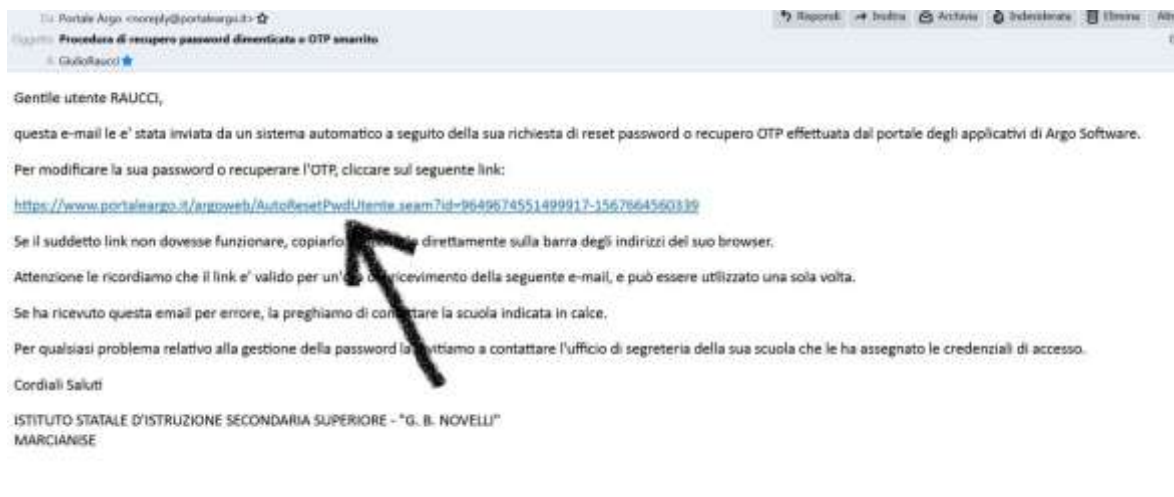 Da Portale Argo <noreply@portaleargo.it>
Rispondi Inoltra Archivia Indesiderata Elimina
Oggetto Procedura di recupero password dimenticata o OTP smarrito
A GiulioRaucci
Gentile utente RAUCCI,
questa e-mail le e' stata inviata da un sistema automatico a seguito della sua richiesta di reset password o recupero OTP effettuata dal portale degli applicativi di Argo Software.
Per modificare la sua password o recuperare l'OTP, cliccare sul seguente link:
https://www.portaleargo.it/argoweb/AutoResetPwdUtente.seam?id=9649674551499917-1567664560339
Se il suddetto link non dovesse funzionare, copiarlo direttamente sulla barra degli indirizzi del suo browser.
Attenzione le ricordiamo che il link e' valido per ricevimento della seguente e-mail, e può essere utilizzato una sola volta.
Se ha ricevuto questa email per errore, la preghiamo di contattare la scuola indicata in calce.
Per qualsiasi problema relativo alla gestione della password la invitiamo a contattare l'ufficio di segreteria della sua scuola che le ha assegnato le credenziali di accesso.
Cordiali Saluti
ISTITUTO STATALE D'ISTRUZIONE SECONDARIA SUPERIORE - "G. B. NOVELLI"
MARCIANISE